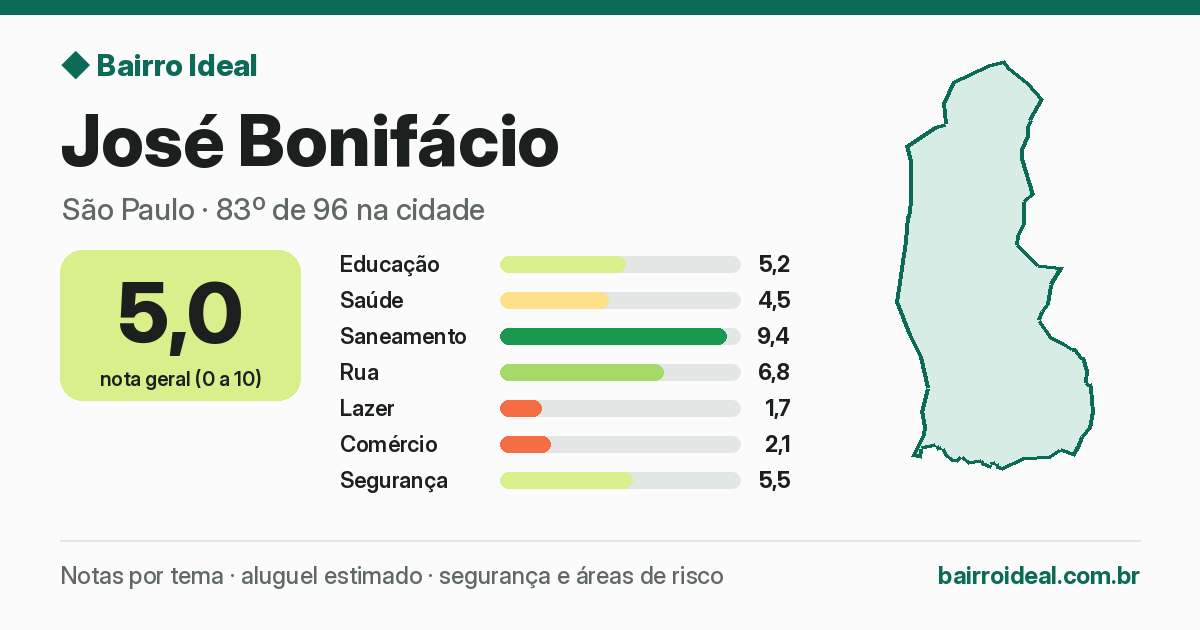 Bairro Ideal
José Bonifácio
São Paulo · 83º de 96 na cidade
5,0
nota geral (0 a 10)
Educação 5,2
Saúde 4,5
Saneamento 9,4
Rua 6,8
Lazer 1,7
Comércio 2,1
Segurança 5,5
Notas por tema · aluguel estimado · segurança e áreas de risco
bairroideal.com.br